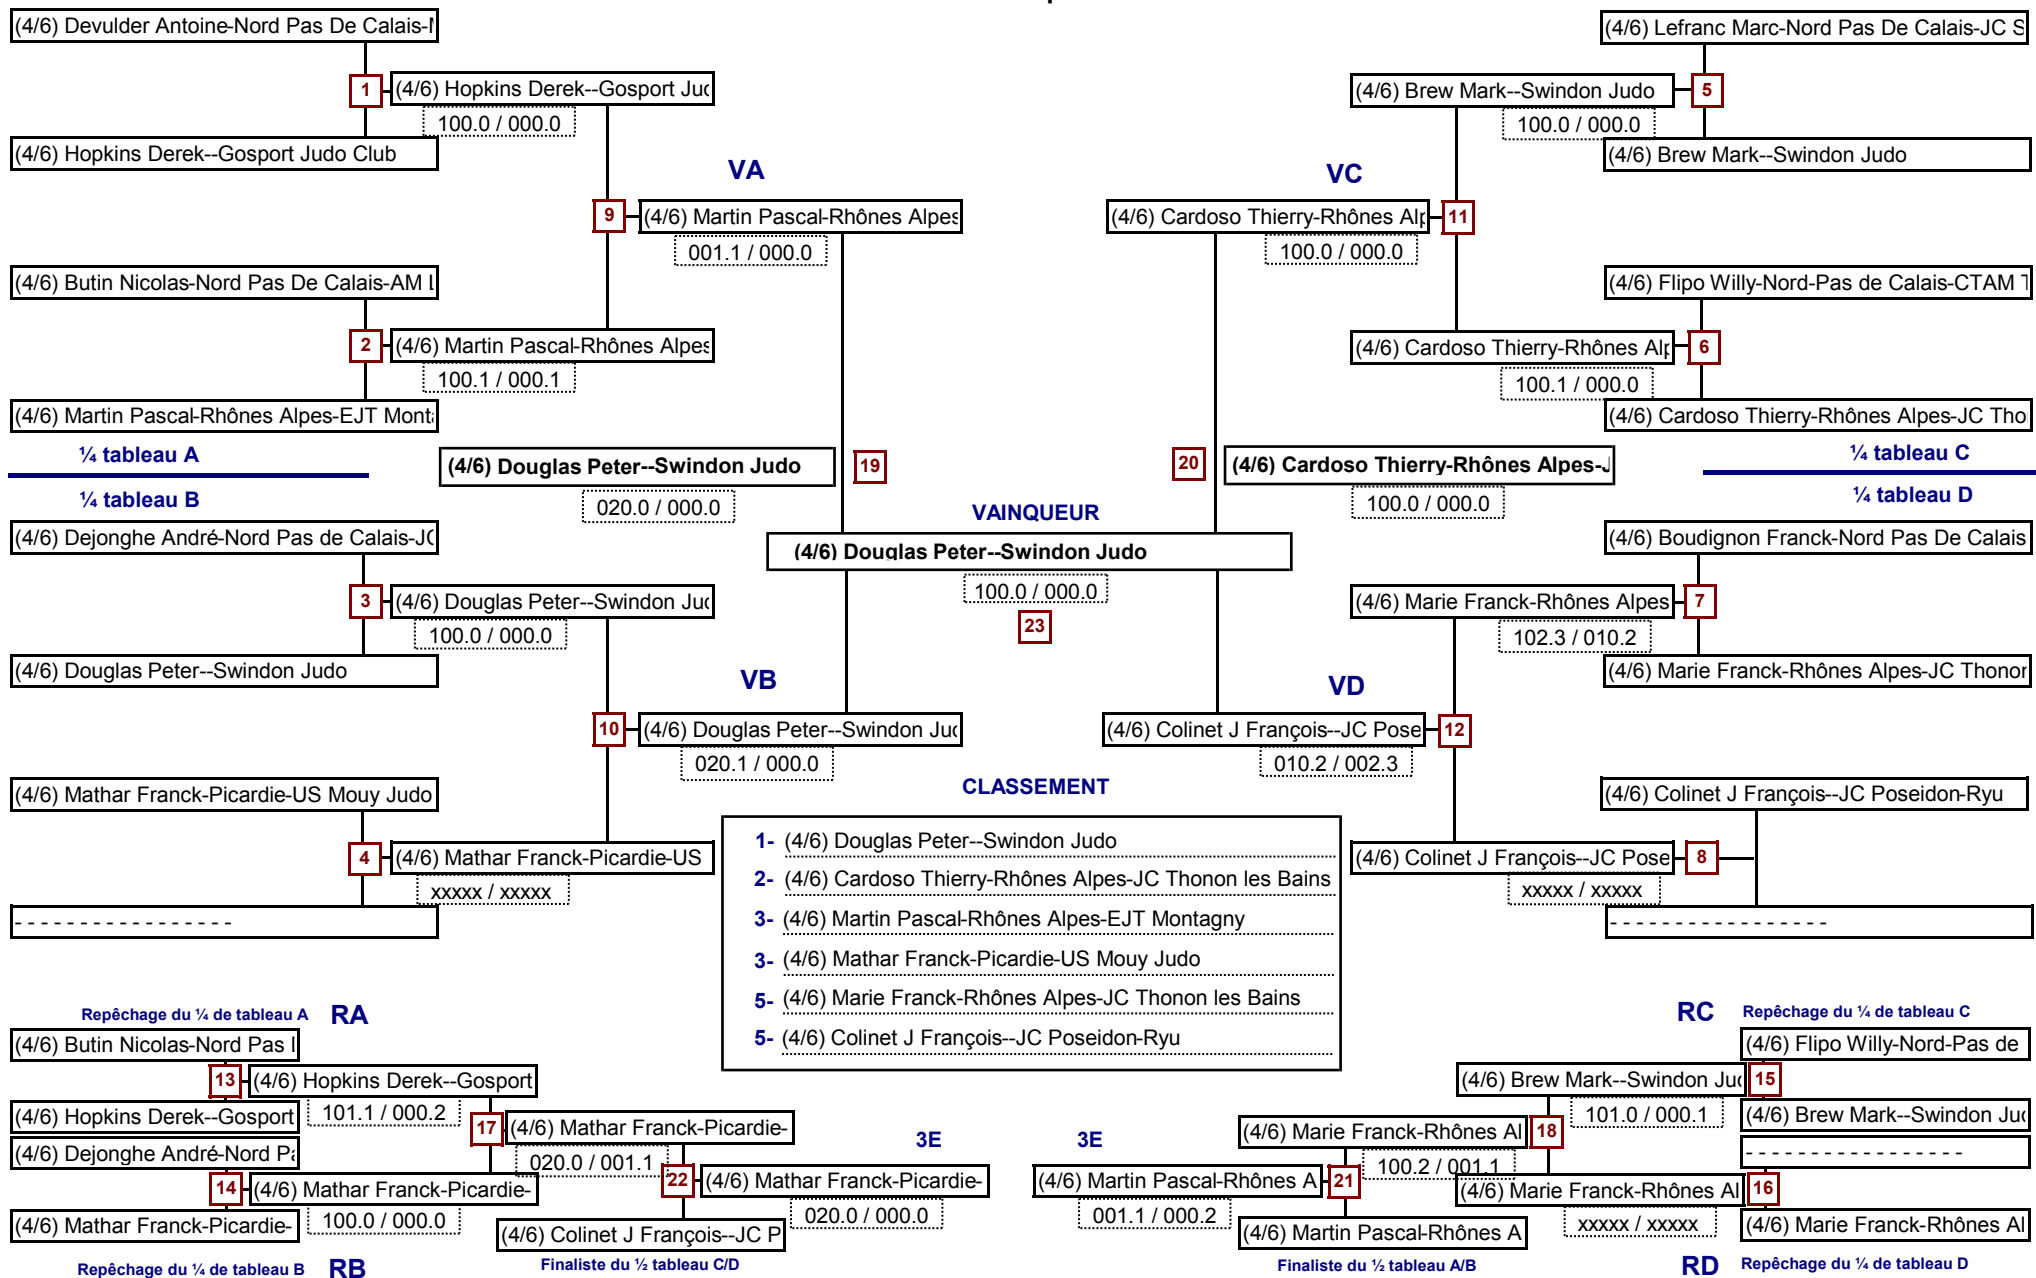 (4/6) Devulder Antoine-Nord Pas De Calais-
(4/6) Lefranc Marc-Nord Pas De Calais-JC S
1
(4/6) Hopkins Derek--Gosport Jud
(4/6) Brew Mark--Swindon Judo
5
100.0 / 000.0
100.0 / 000.0
(4/6) Hopkins Derek--Gosport Judo Club
(4/6) Brew Mark--Swindon Judo
VA
VC
9
(4/6) Martin Pascal-Rhônes Alpes
(4/6) Cardoso Thierry-Rhônes Alp
11
001.1 / 000.0
100.0 / 000.0
(4/6) Butin Nicolas-Nord Pas De Calais-AM L
(4/6) Flipo Willy-Nord-Pas de Calais-CTAM T
2
(4/6) Martin Pascal-Rhônes Alpes
(4/6) Cardoso Thierry-Rhônes Alp
6
100.1 / 000.1
100.1 / 000.0
(4/6) Martin Pascal-Rhônes Alpes-EJT Monta
(4/6) Cardoso Thierry-Rhônes Alpes-JC Tho
¼ tableau A
(4/6) Douglas Peter--Swindon Judo
19
20
(4/6) Cardoso Thierry-Rhônes Alpes-J
¼ tableau C
¼ tableau B
020.0 / 000.0
100.0 / 000.0
¼ tableau D
VAINQUEUR
(4/6) Dejonghe André-Nord Pas de Calais-JC
(4/6) Douglas Peter--Swindon Judo
(4/6) Boudignon Franck-Nord Pas De Calais
3
(4/6) Douglas Peter--Swindon Jud
100.0 / 000.0
(4/6) Marie Franck-Rhônes Alpes
7
100.0 / 000.0
23
102.3 / 010.2
(4/6) Douglas Peter--Swindon Judo
(4/6) Marie Franck-Rhônes Alpes-JC Thonon
VB
VD
10
(4/6) Douglas Peter--Swindon Jud
(4/6) Colinet J François--JC Pose
12
020.1 / 000.0
010.2 / 002.3
CLASSEMENT
(4/6) Mathar Franck-Picardie-US Mouy Judo
(4/6) Colinet J François--JC Poseidon-Ryu
4
(4/6) Mathar Franck-Picardie-US
(4/6) Colinet J François--JC Pose
8
xxxxx / xxxxx
xxxxx / xxxxx
- - - - - - - - - - - - - - - - -
- - - - - - - - - - - - - - - - -
1- (4/6) Douglas Peter--Swindon Judo
2- (4/6) Cardoso Thierry-Rhônes Alpes-JC Thonon les Bains
3- (4/6) Martin Pascal-Rhônes Alpes-EJT Montagny
3- (4/6) Mathar Franck-Picardie-US Mouy Judo
5- (4/6) Marie Franck-Rhônes Alpes-JC Thonon les Bains
5- (4/6) Colinet J François--JC Poseidon-Ryu
Repêchage du ¼ de tableau A RA
RC Repêchage du ¼ de tableau C
(4/6) Butin Nicolas-Nord Pas D
(4/6) Flipo Willy-Nord-Pas de
13
(4/6) Hopkins Derek--Gosport
(4/6) Brew Mark--Swindon Jud
15
(4/6) Hopkins Derek--Gosport
101.1 / 000.2
101.0 / 000.1
(4/6) Brew Mark--Swindon Jud
17
(4/6) Mathar Franck-Picardie-
3E
3E
(4/6) Marie Franck-Rhônes Al
18
(4/6) Dejonghe André-Nord Pa
020.0 / 001.1
100.2 / 001.1
- - - - - - - - - - - - - - - - -
14
(4/6) Mathar Franck-Picardie-
22
(4/6) Mathar Franck-Picardie-
(4/6) Martin Pascal-Rhônes A
21
(4/6) Marie Franck-Rhônes Al
16
(4/6) Mathar Franck-Picardie-
100.0 / 000.0
(4/6) Colinet J François--JC P
020.0 / 000.0
001.1 / 000.2
(4/6) Martin Pascal-Rhônes A
xxxxx / xxxxx
(4/6) Marie Franck-Rhônes Al
Repêchage du ¼ de tableau B RB
Finaliste du ½ tableau C/D
Finaliste du ½ tableau A/B
RD Repêchage du ¼ de tableau D